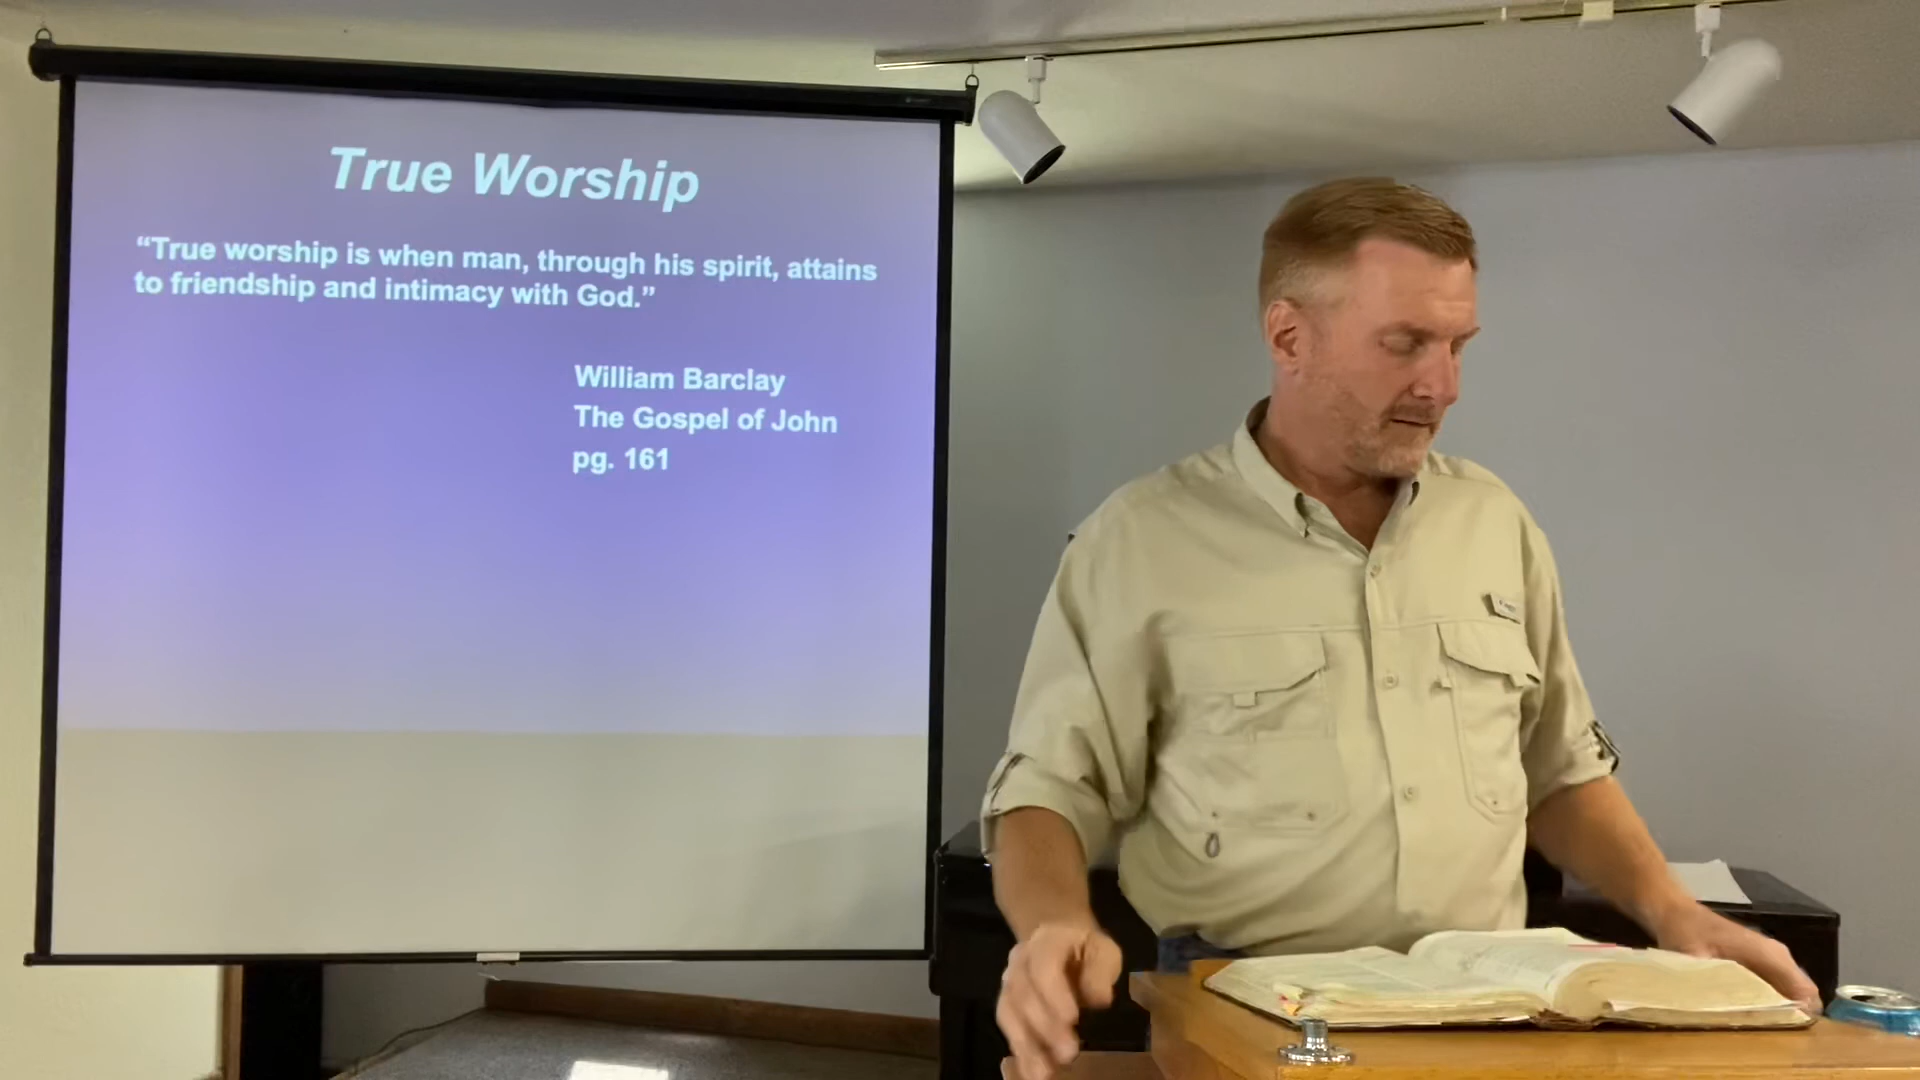 True Worship
“True worship is when man, through his spirit, attains
to friendship and intimacy with God.”
William Barclay
The Gospel of John
pg. 161